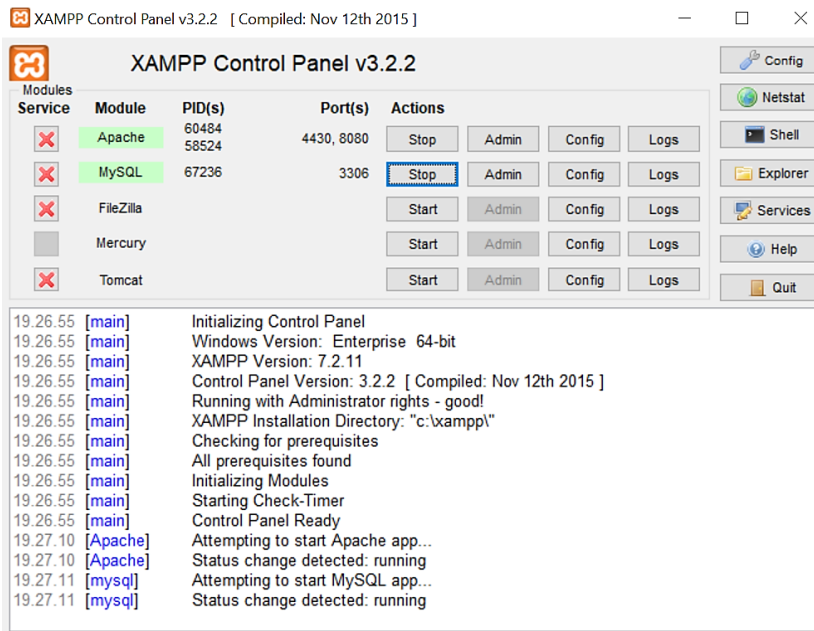 XAMPP Control Panel v3.2.2 [ Compiled: Nov 12th 2015 ]
XAMPP Control Panel v3.2.2
Config
Modules
Service Module PID(s) Port(s) Actions
Netstat
Apache 60484 58524 4430, 8080 Stop Admin Config Logs
Shell
MySQL 67236 3306 Stop Admin Config Logs
Explorer
FileZilla Start Admin Config Logs
Services
Mercury Start Admin Config Logs
Help
Tomcat Start Admin Config Logs
Quit
19.26.55 [main] Initializing Control Panel
19.26.55 [main] Windows Version: Enterprise 64-bit
19.26.55 [main] XAMPP Version: 7.2.11
19.26.55 [main] Control Panel Version: 3.2.2 [ Compiled: Nov 12th 2015 ]
19.26.55 [main] Running with Administrator rights - good!
19.26.55 [main] XAMPP Installation Directory: "c:\xampp\"
19.26.55 [main] Checking for prerequisites
19.26.55 [main] All prerequisites found
19.26.55 [main] Initializing Modules
19.26.55 [main] Starting Check-Timer
19.26.55 [main] Control Panel Ready
19.27.10 [Apache] Attempting to start Apache app...
19.27.10 [Apache] Status change detected: running
19.27.11 [mysql] Attempting to start MySQL app...
19.27.11 [mysql] Status change detected: running